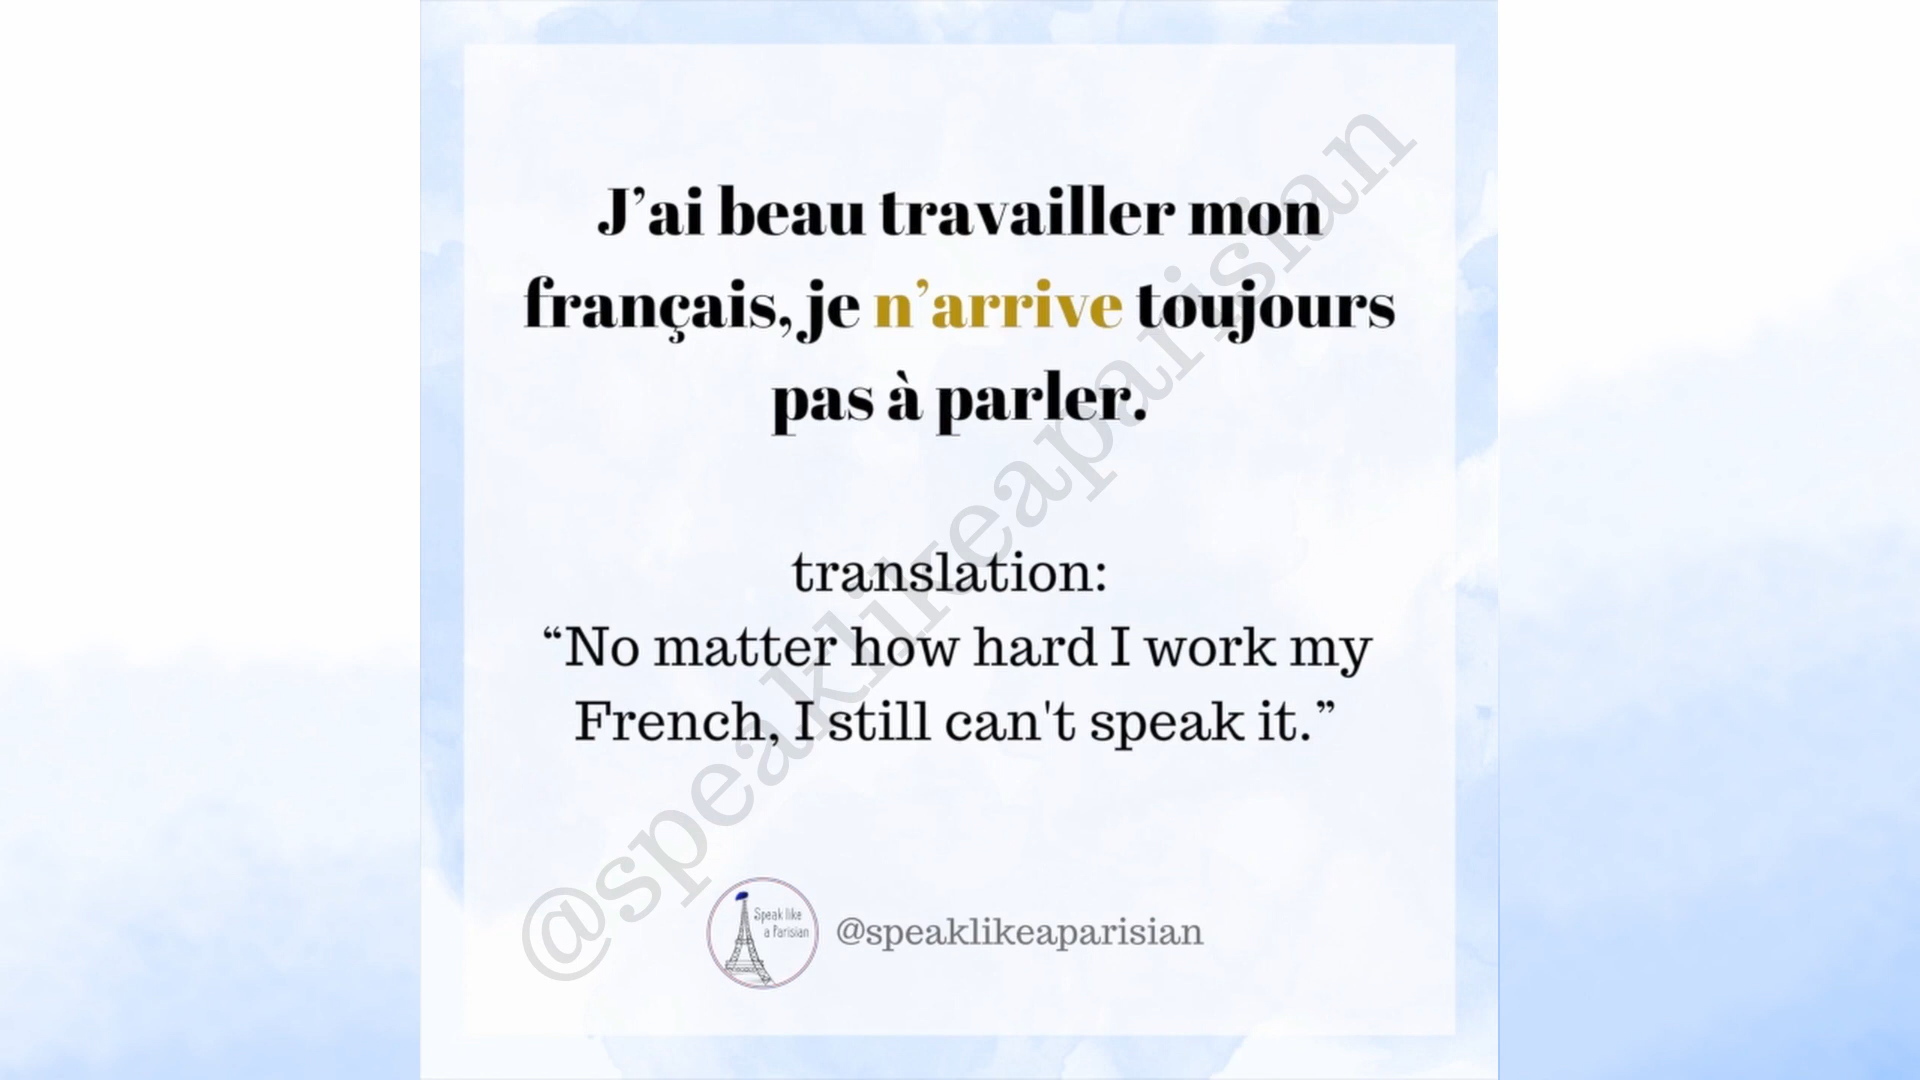 J’ai beau travailler mon
français, je n’arrive toujours
pas à parler.
translation:
“No matter how hard I work my
French, I still can't speak it.”
@speaklikeaparisian
Speak like
a Parisian
@speaklikeaparisian